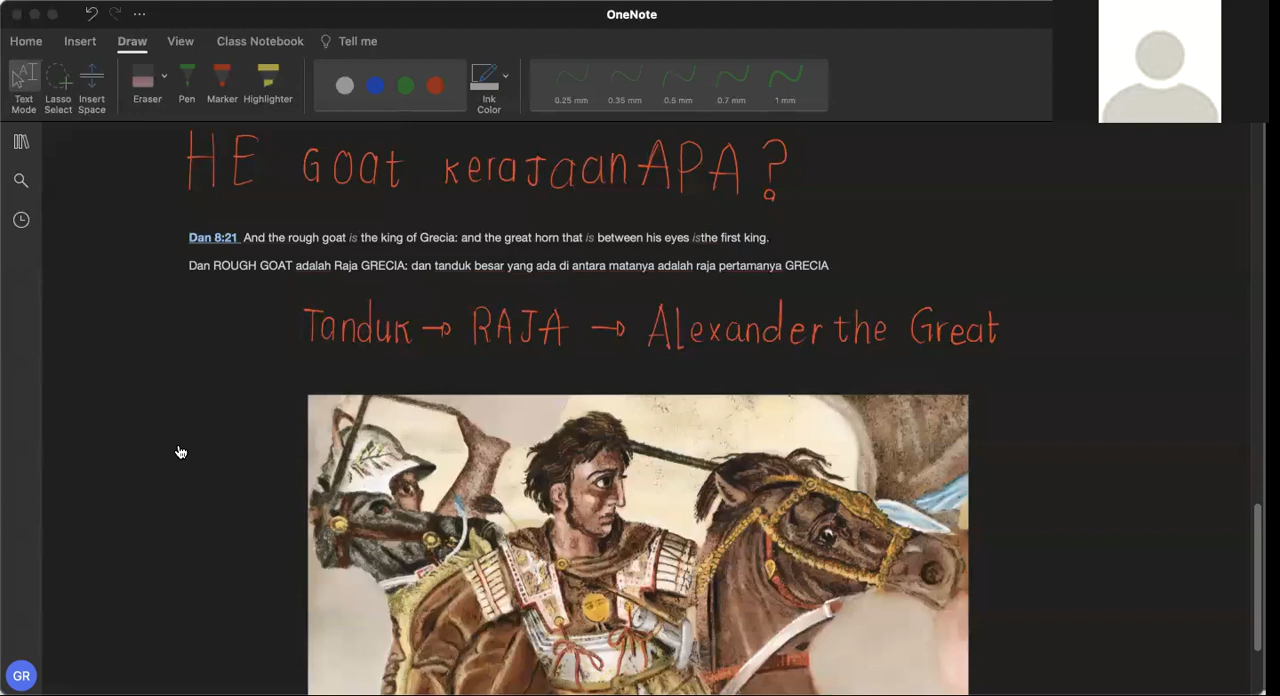 OneNote
Home Insert Draw View Class Notebook Tell me
Text Mode
Lasso Select
Insert Space
Eraser
Pen
Marker
Highlighter
Ink Color
0.25 mm 0.35 mm 0.5 mm 0.7 mm 1 mm
HE Goat kerajaan APA?
Dan 8:21 And the rough goat is the king of Grecia: and the great horn that is between his eyes isthe first king.
Dan ROUGH GOAT adalah Raja GRECIA: dan tanduk besar yang ada di antara matanya adalah raja pertamanya GRECIA
Tanduk → RAJA → Alexander the Great
GR